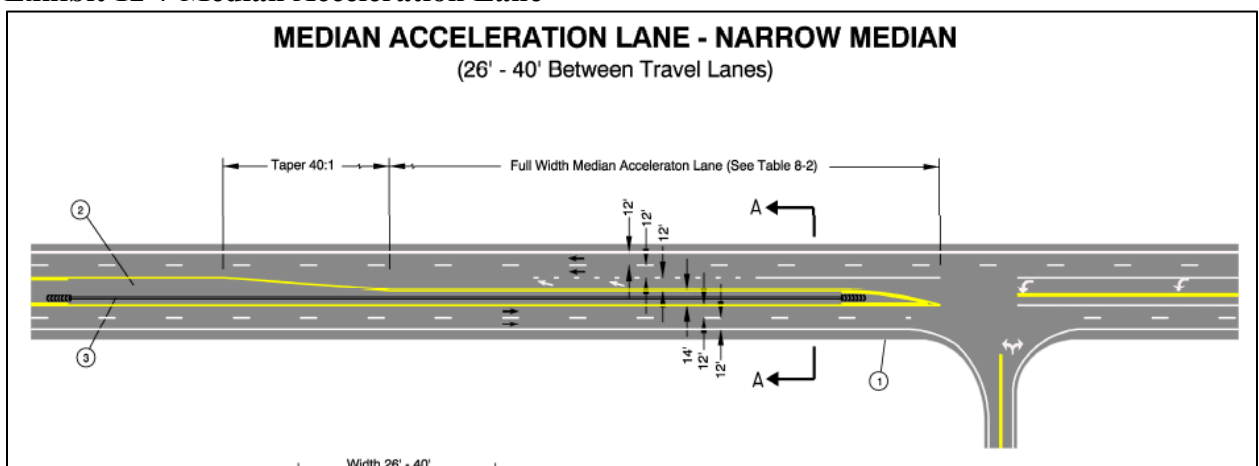 MEDIAN ACCELERATION LANE - NARROW MEDIAN
(26' - 40' Between Travel Lanes)
Taper 40:1
Full Width Median Acceleraton Lane (See Table 8-2)
2
12'
12'
12'
A
3
14'
12'
12'
A
1
Width 26' - 40'